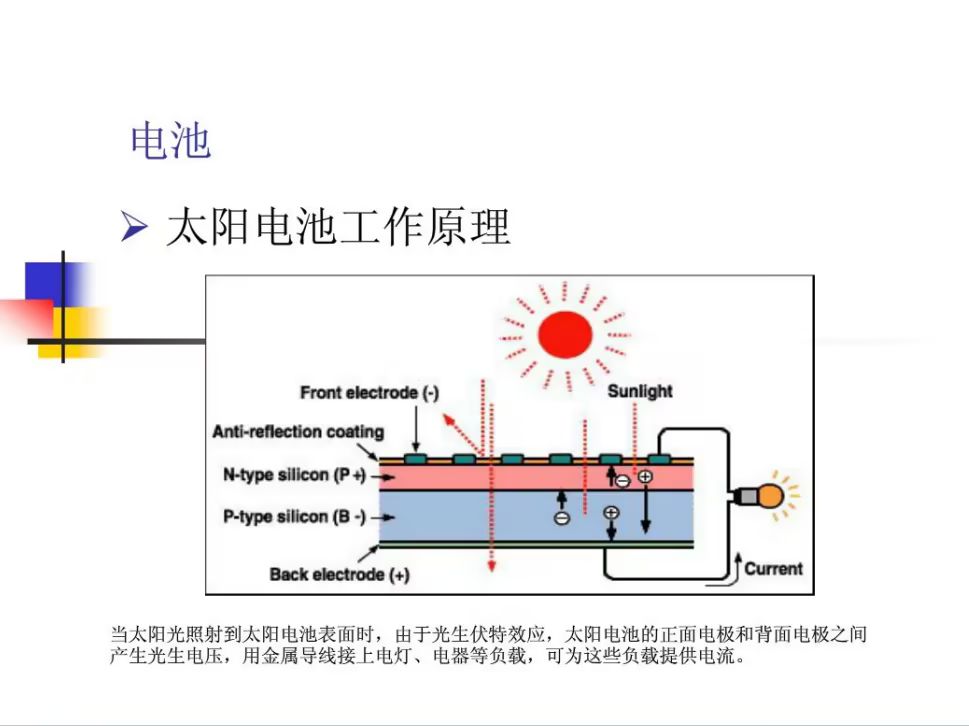 电池
太阳电池工作原理
Front electrode (-)
Sunlight
Anti-reflection coating
N-type silicon (P +)
P-type silicon (B -)
Back electrode (+)
Current
当太阳光照射到太阳电池表面时，由于光生伏特效应，太阳电池的正面电极和背面电极之间
产生光生电压，用金属导线接上电灯、电器等负载，可为这些负载提供电流。